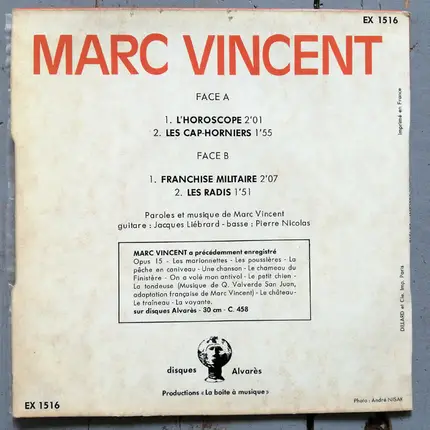 EX 1516
MARC VINCENT
FACE A
1. L'HOROSCOPE 2'01
2. LES CAP-HORNIERS 1'55
FACE B
1. FRANCHISE MILITAIRE 2'07
2. LES RADIS 1'51
Paroles et musique de Marc Vincent
guitare : Jacques Liébrard - basse : Pierre Nicolas
MARC VINCENT a précédemment enregistré
Opus 15 - Les marionnettes - Les poussières - La
pêche en caniveau - Une chanson - Le chameau du
Finistère - On a volé mon antivol - Le petit chien -
La tondeuse (Musique de Q. Valverde San Juan,
adaptation française de Marc Vincent) - Le château-
Le traîneau - La voyante.
sur disques Alvarès - 30 cm - C. 458
disques Alvarès
Productions «La boîte à musique»
EX 1516
Photo : André NISAK
Imprimé en France
DILLARD et Cie. Imp. Paris